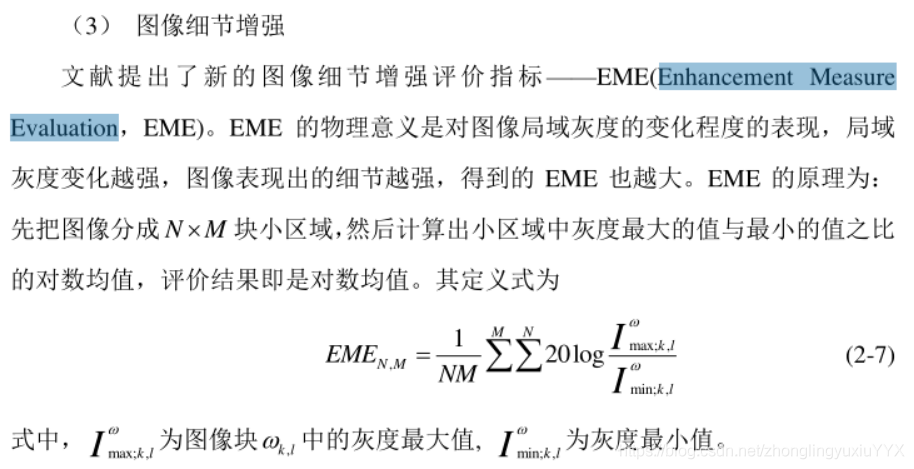 （3） 图像细节增强
文献提出了新的图像细节增强评价指标——EME(Enhancement Measure
Evaluation，EME)。EME 的物理意义是对图像局域灰度的变化程度的表现，局域
灰度变化越强，图像表现出的细节越强，得到的 EME 也越大。EME 的原理为：
先把图像分成 N×M 块小区域,然后计算出小区域中灰度最大的值与最小的值之比
的对数均值，评价结果即是对数均值。其定义式为
EME_{N,M} = \frac{1}{NM} \sum^{M} \sum^{N} 20 log \frac{I^{ω}_{max;k,l}}{I^{ω}_{min;k,l}} (2-7)
式中，I^{ω}_{max;k,l} 为图像块 ω_{k,l} 中的灰度最大值, I^{ω}_{min;k,l} 为灰度最小值。
https://blog.csdn.net/zhonglingyuxiuYYX